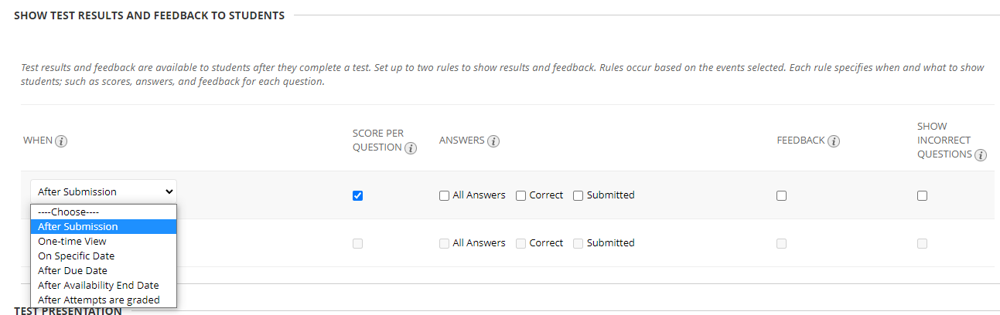 SHOW TEST RESULTS AND FEEDBACK TO STUDENTS
Test results and feedback are available to students after they complete a test. Set up to two rules to show results and feedback. Rules occur based on the events selected. Each rule specifies when and what to show
students; such as scores, answers, and feedback for each question.
WHEN i
SCORE PER
QUESTION i
ANSWERS i
FEEDBACK i
SHOW
INCORRECT
QUESTIONS i
After Submission
All Answers Correct Submitted
----Choose----
After Submission
One-time View
On Specific Date
After Due Date
After Availability End Date
After Attempts are graded
All Answers Correct Submitted
TEST PRESENTATION